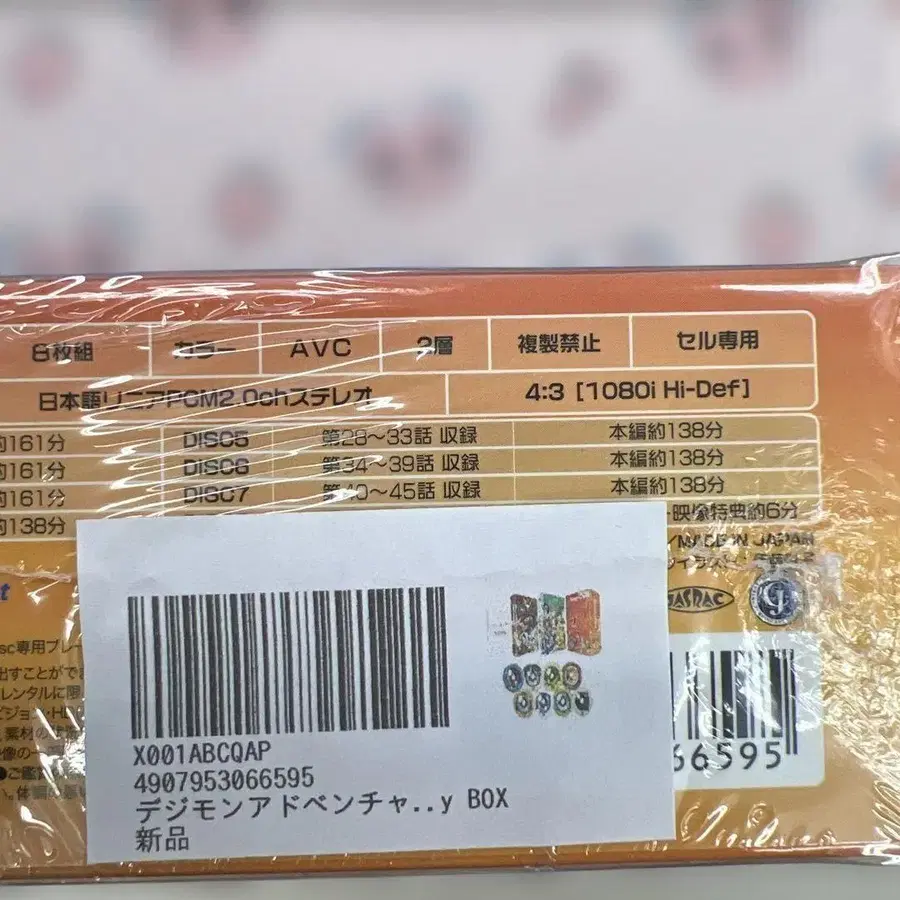 8枚組 カラー AVC 2層 複製禁止 セル専用
日本語リニアPCM2.0chステレオ 4:3 [1080i Hi-Def]
約161分 DISC5 第28〜33話 収録 本編約138分
約161分 DISC6 第34〜39話 収録 本編約138分
約161分 DISC7 第40〜45話 収録 本編約138分
約138分 映像特典約6分
MADE IN JAPAN
JASRAC
X001ABCQAP
4907953066595
デジモンアドベンチャ..y BOX
新品
66595